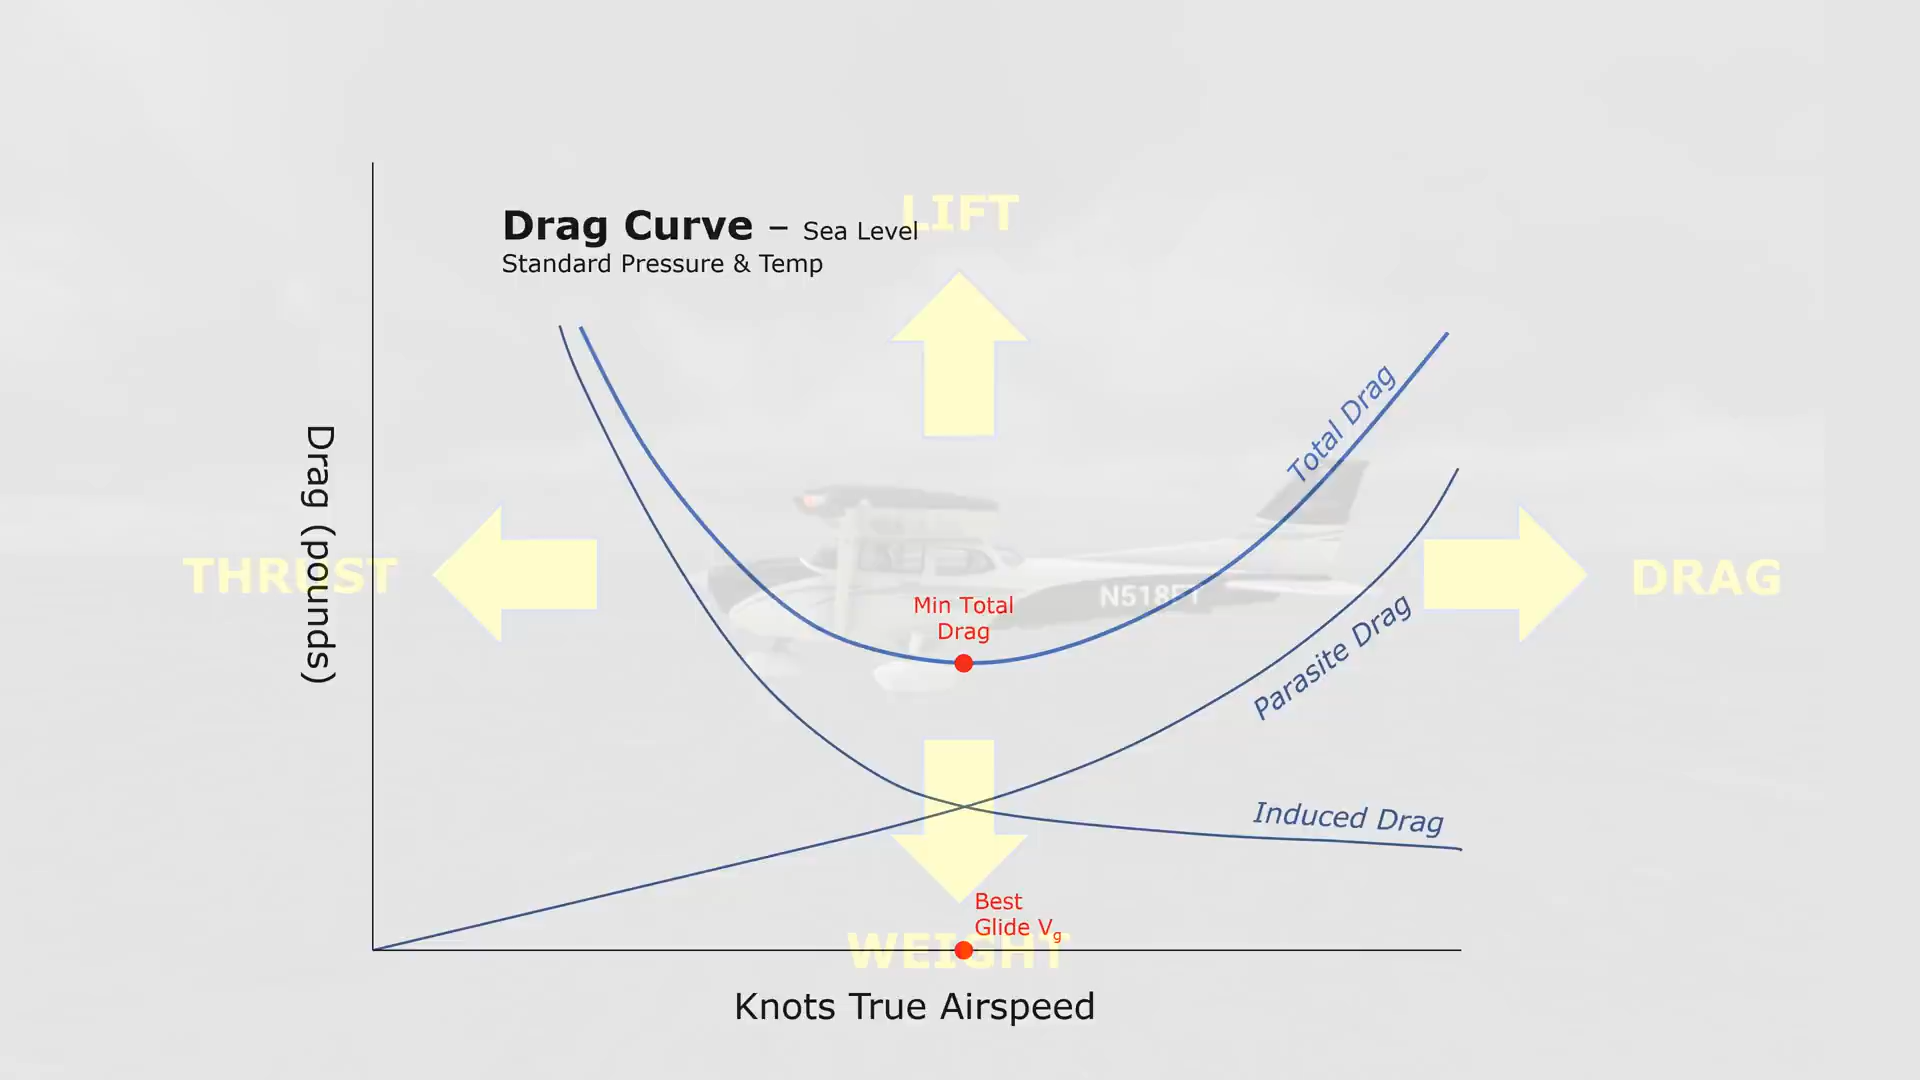 LIFT
Drag Curve – Sea Level
Standard Pressure & Temp
Total Drag
Drag (pounds)
THRUST
DRAG
N518FT
Min Total
Drag
Parasite Drag
Induced Drag
Best
Glide Vg
WEIGHT
Knots True Airspeed